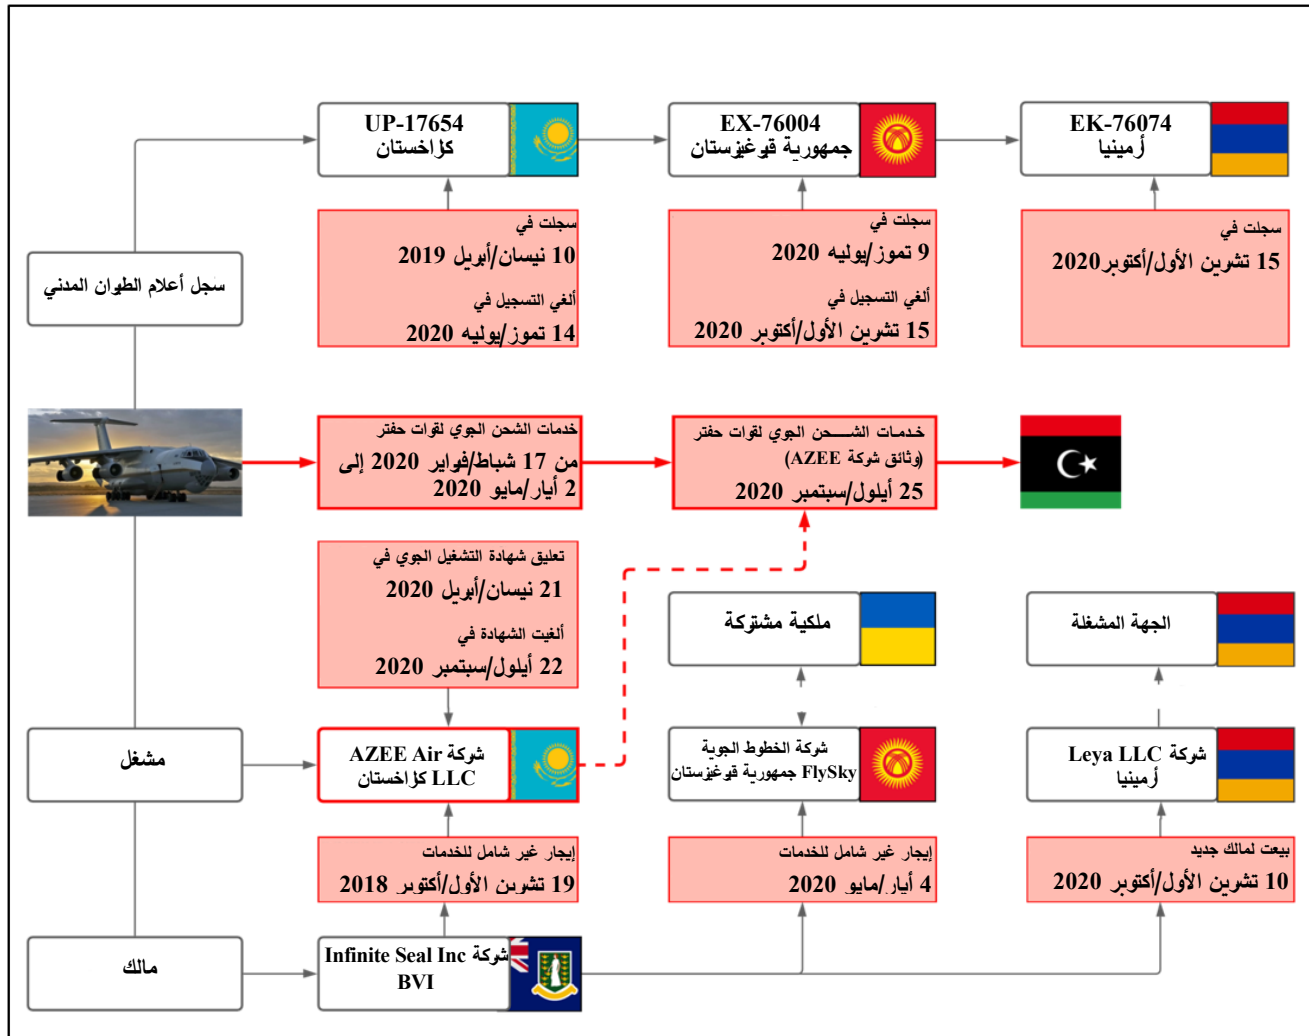 UP-17654
كزاخستان
EX-76004
جمهورية قيرغيزستان
EK-76074
أرمينيا
سجل أعلام الطيران المدني
سجلت في
10 نيسان/أبريل 2019
ألغي التسجيل في
14 تموز/يوليه 2020
سجلت في
9 تموز/يوليه 2020
ألغي التسجيل في
15 تشرين الأول/أكتوبر 2020
سجلت في
15 تشرين الأول/أكتوبر2020
خدمات الشحن الجوي لقوات حفتر
من 17 شباط/فبراير 2020 إلى
2 أيار/مايو 2020
خدمات الشحن الجوي لقوات حفتر
(وثائق شركة AZEE)
25 أيلول/سبتمبر 2020
تعليق شهادة التشغيل الجوي في
21 نيسان/أبريل 2020
ألغيت الشهادة في
22 أيلول/سبتمبر 2020
ملكية مشتركة
الجهة المشغلة
مشغل
شركة AZEE Air
LLC كزاخستان
شركة الخطوط الجوية
FlySky جمهورية قيرغيزستان
شركة Leya LLC
أرمينيا
إيجار غير شامل للخدمات
19 تشرين الأول/أكتوبر 2018
إيجار غير شامل للخدمات
4 أيار/مايو 2020
بيعت لمالك جديد
10 تشرين الأول/أكتوبر 2020
مالك
شركة Infinite Seal Inc
BVI